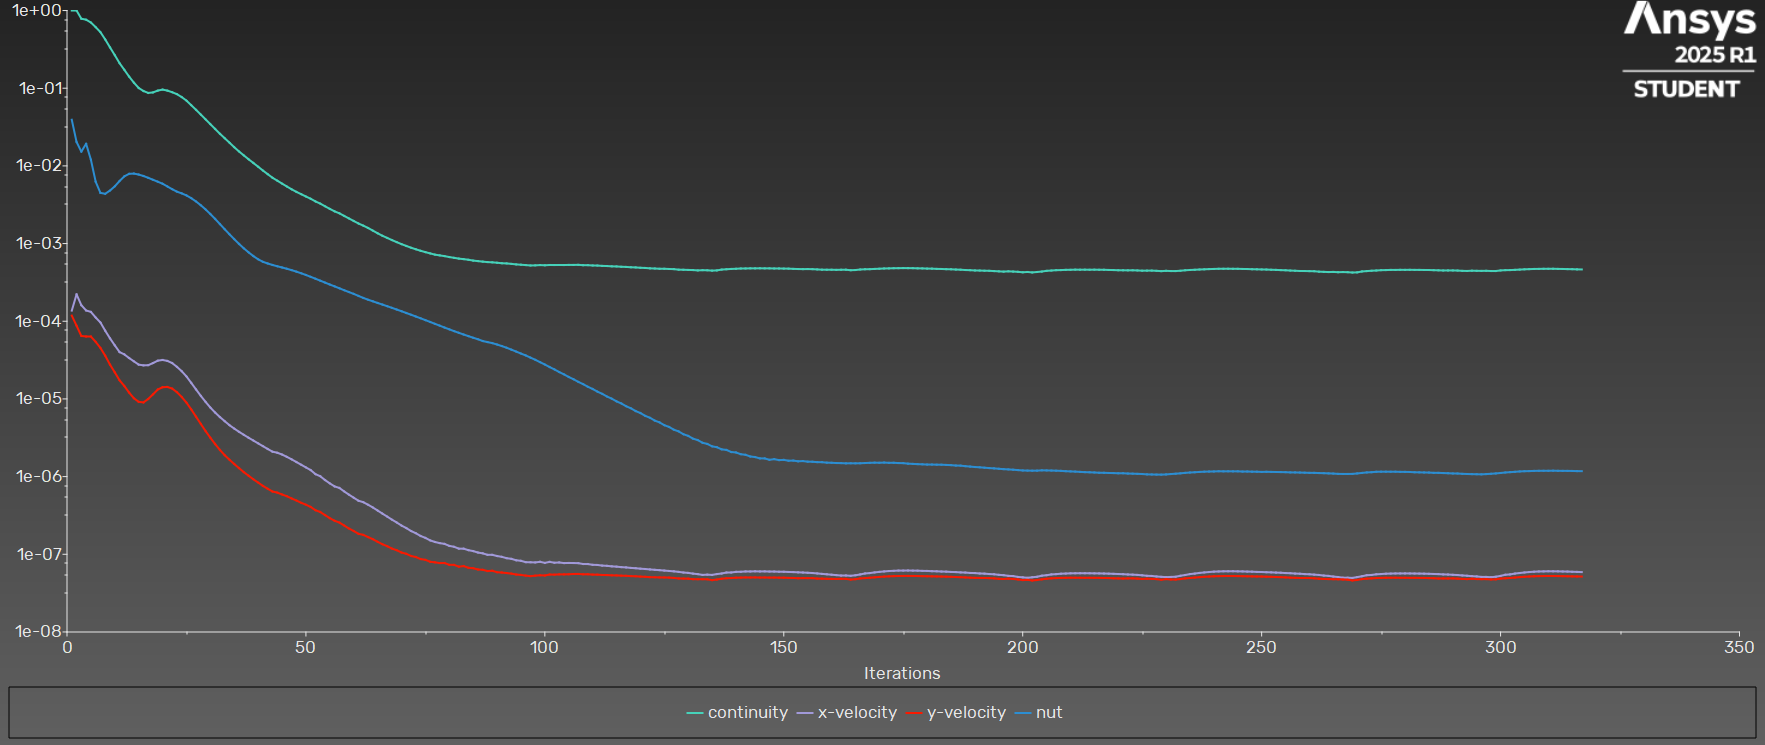 1e+00
Ansys
2025 R1
STUDENT
1e-01
1e-02
1e-03
1e-04
1e-05
1e-06
1e-07
1e-08
0 50 100 150 200 250 300 350
Iterations
continuity x-velocity y-velocity nut